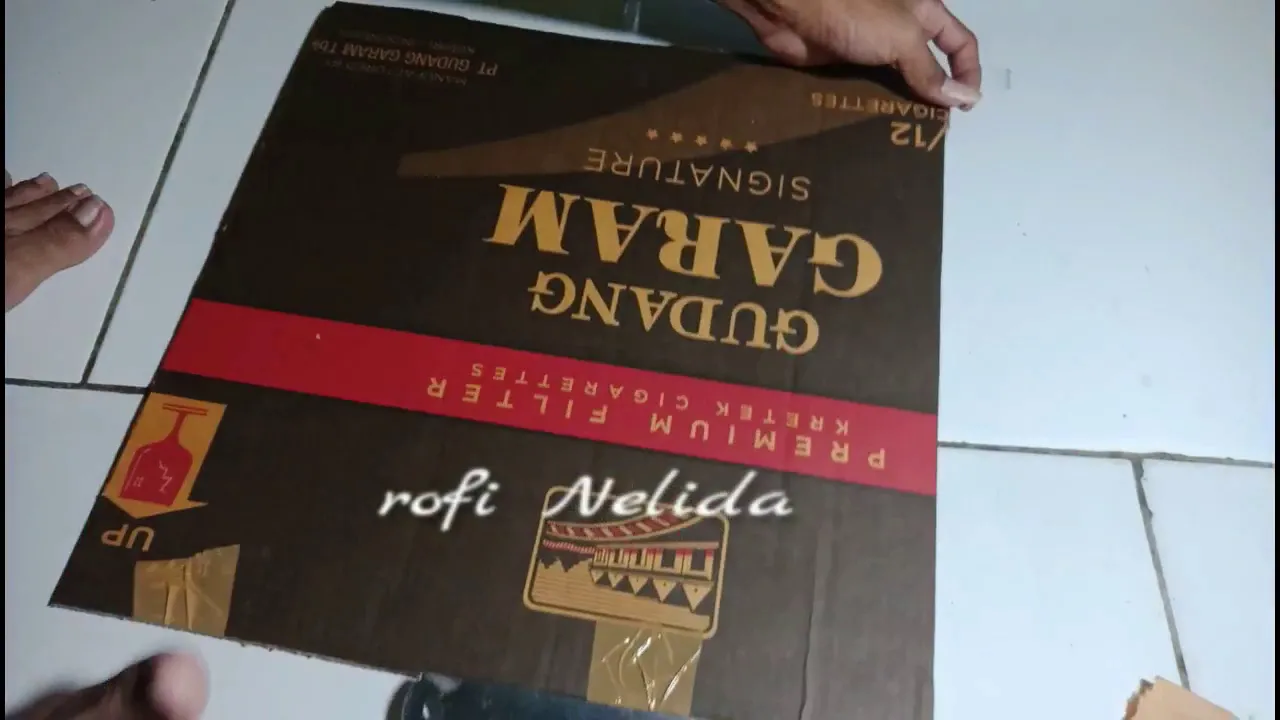 UP
PREMIUM FILTER
KRETEK CIGARETTES
GUDANG
GARAM
SIGNATURE
/12
CIGARETTES
PT GUDANG GARAM Tbk
rofi Nelida